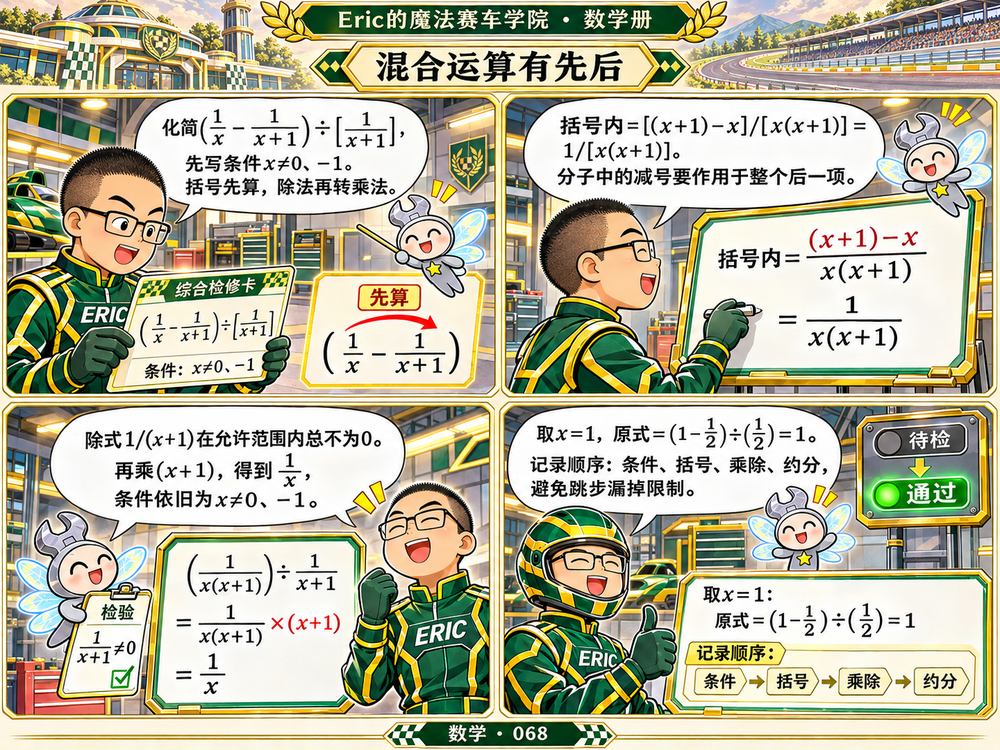 Eric的魔法赛车学院 · 数学册
混合运算有先后
化简(1/x − 1/(x+1))÷[1/(x+1)],
先写条件x≠0、−1。
括号先算，除法再转乘法。
ERIC
综合检修卡
(1/x − 1/(x+1))÷[1/(x+1)]
条件：x≠0、−1
先算
(1/x − 1/(x+1))
括号内=[(x+1)−x]/[x(x+1)]=
1/[x(x+1)]。
分子中的减号要作用于整个后一项。
括号内=((x+1)−x)/(x(x+1))
=1/(x(x+1))
除式1/(x+1)在允许范围内总不为0。
再乘(x+1)，得到1/x，
条件依旧为x≠0、−1。
检验
1/(x+1)≠0
(1/(x(x+1)))÷1/(x+1)
=1/(x(x+1))×(x+1)
=1/x
ERIC
取x=1，原式=(1−1/2)÷(1/2)=1。
记录顺序：条件、括号、乘除、约分，
避免跳步漏掉限制。
待检
通过
ERIC
取x=1：
原式=(1−1/2)÷(1/2)=1
记录顺序：
条件→括号→乘除→约分
数学 · 068